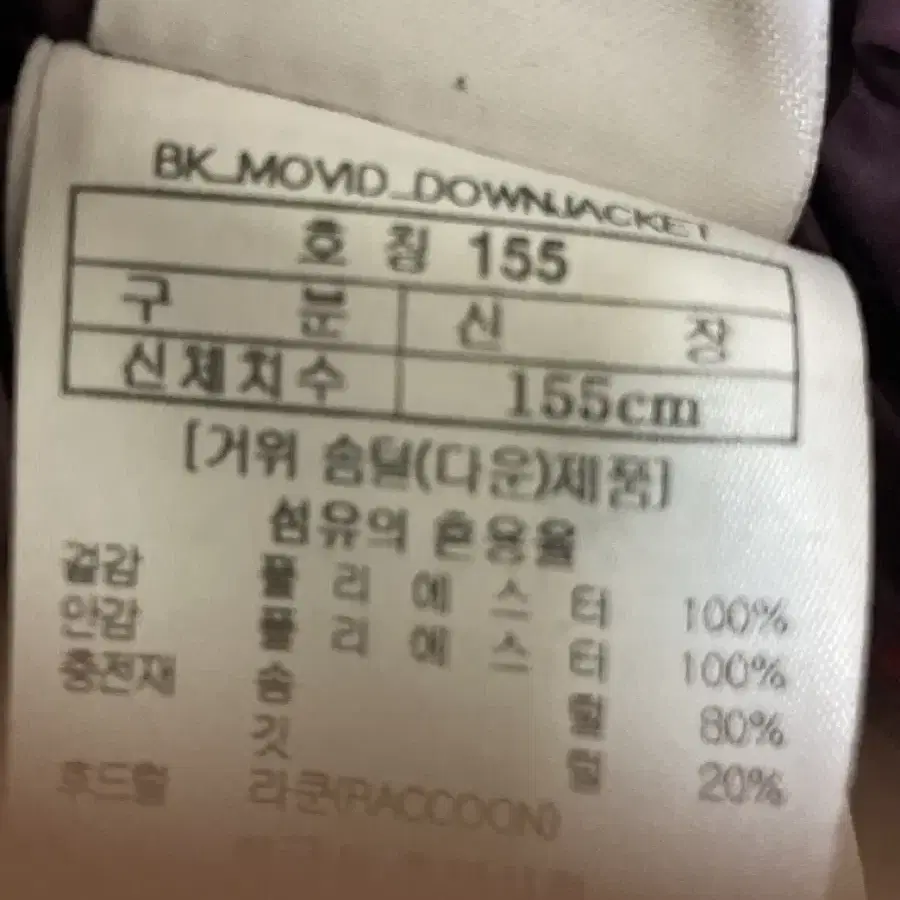 BK_MOVID_DOWNJACKET
호 칭 155
구 분 신 장
신체치수 155cm
[거위 솜털(다운)제품]
섬유의 혼용율
겉감 폴 리 에 스 터 100%
안감 폴 리 에 스 터 100%
충전재 솜 털 80%
깃 털 20%
후드털 라쿤(RACCOON)